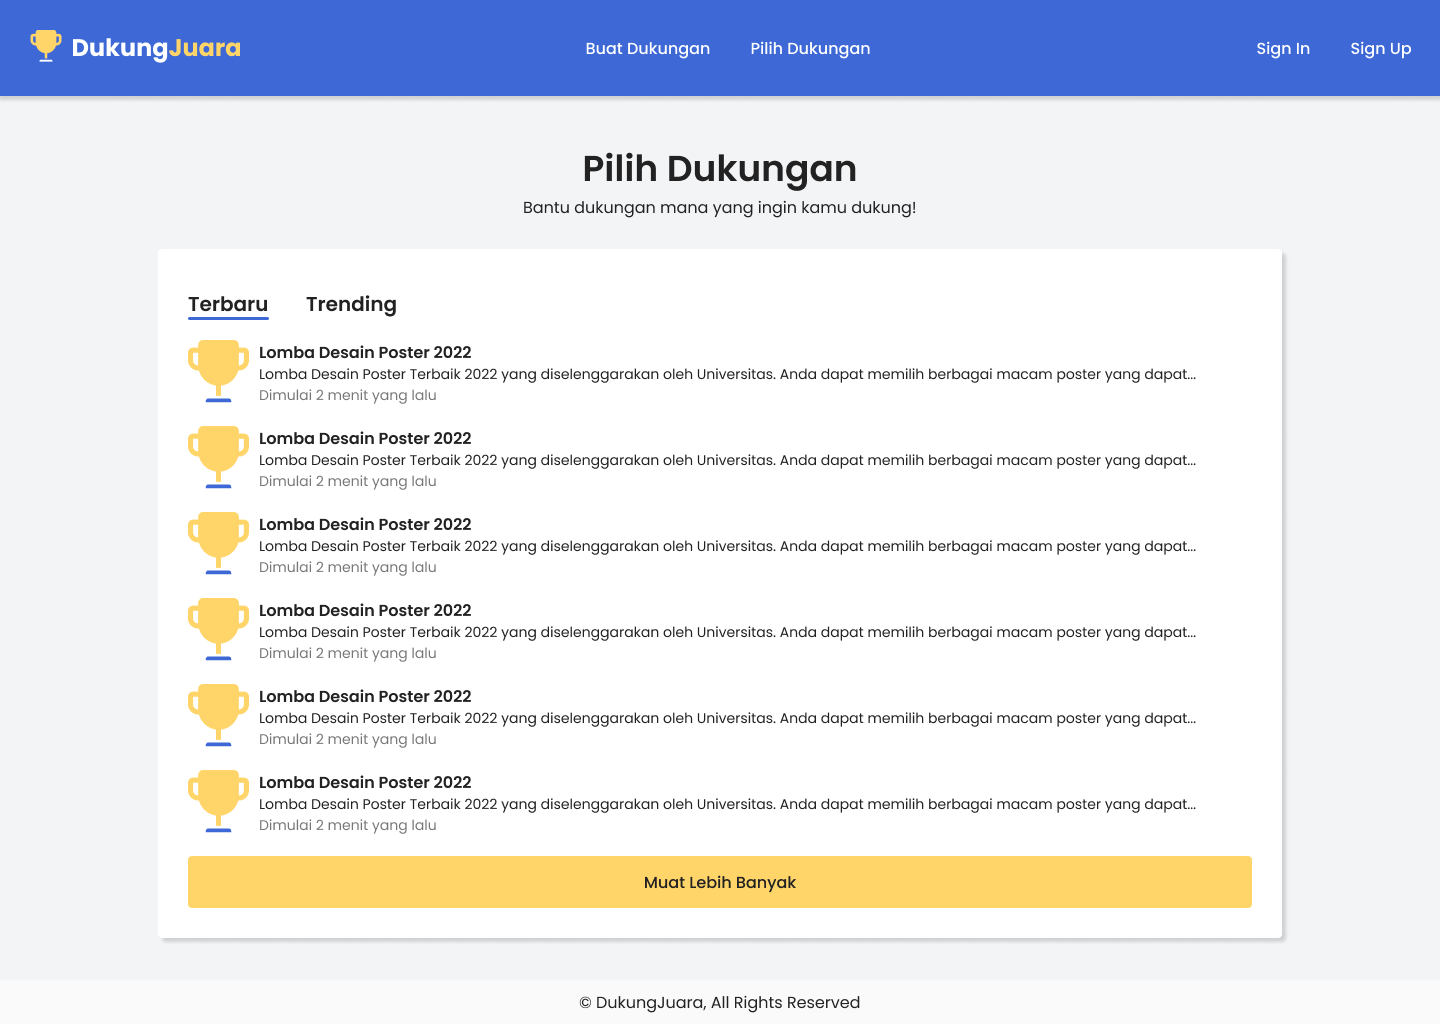 DukungJuara
Buat Dukungan
Pilih Dukungan
Sign In
Sign Up
Pilih Dukungan
Bantu dukungan mana yang ingin kamu dukung!
Terbaru
Trending
Lomba Desain Poster 2022
Lomba Desain Poster Terbaik 2022 yang diselenggarakan oleh Universitas. Anda dapat memilih berbagai macam poster yang dapat...
Dimulai 2 menit yang lalu
Lomba Desain Poster 2022
Lomba Desain Poster Terbaik 2022 yang diselenggarakan oleh Universitas. Anda dapat memilih berbagai macam poster yang dapat...
Dimulai 2 menit yang lalu
Lomba Desain Poster 2022
Lomba Desain Poster Terbaik 2022 yang diselenggarakan oleh Universitas. Anda dapat memilih berbagai macam poster yang dapat...
Dimulai 2 menit yang lalu
Lomba Desain Poster 2022
Lomba Desain Poster Terbaik 2022 yang diselenggarakan oleh Universitas. Anda dapat memilih berbagai macam poster yang dapat...
Dimulai 2 menit yang lalu
Lomba Desain Poster 2022
Lomba Desain Poster Terbaik 2022 yang diselenggarakan oleh Universitas. Anda dapat memilih berbagai macam poster yang dapat...
Dimulai 2 menit yang lalu
Lomba Desain Poster 2022
Lomba Desain Poster Terbaik 2022 yang diselenggarakan oleh Universitas. Anda dapat memilih berbagai macam poster yang dapat...
Dimulai 2 menit yang lalu
Muat Lebih Banyak
© DukungJuara, All Rights Reserved